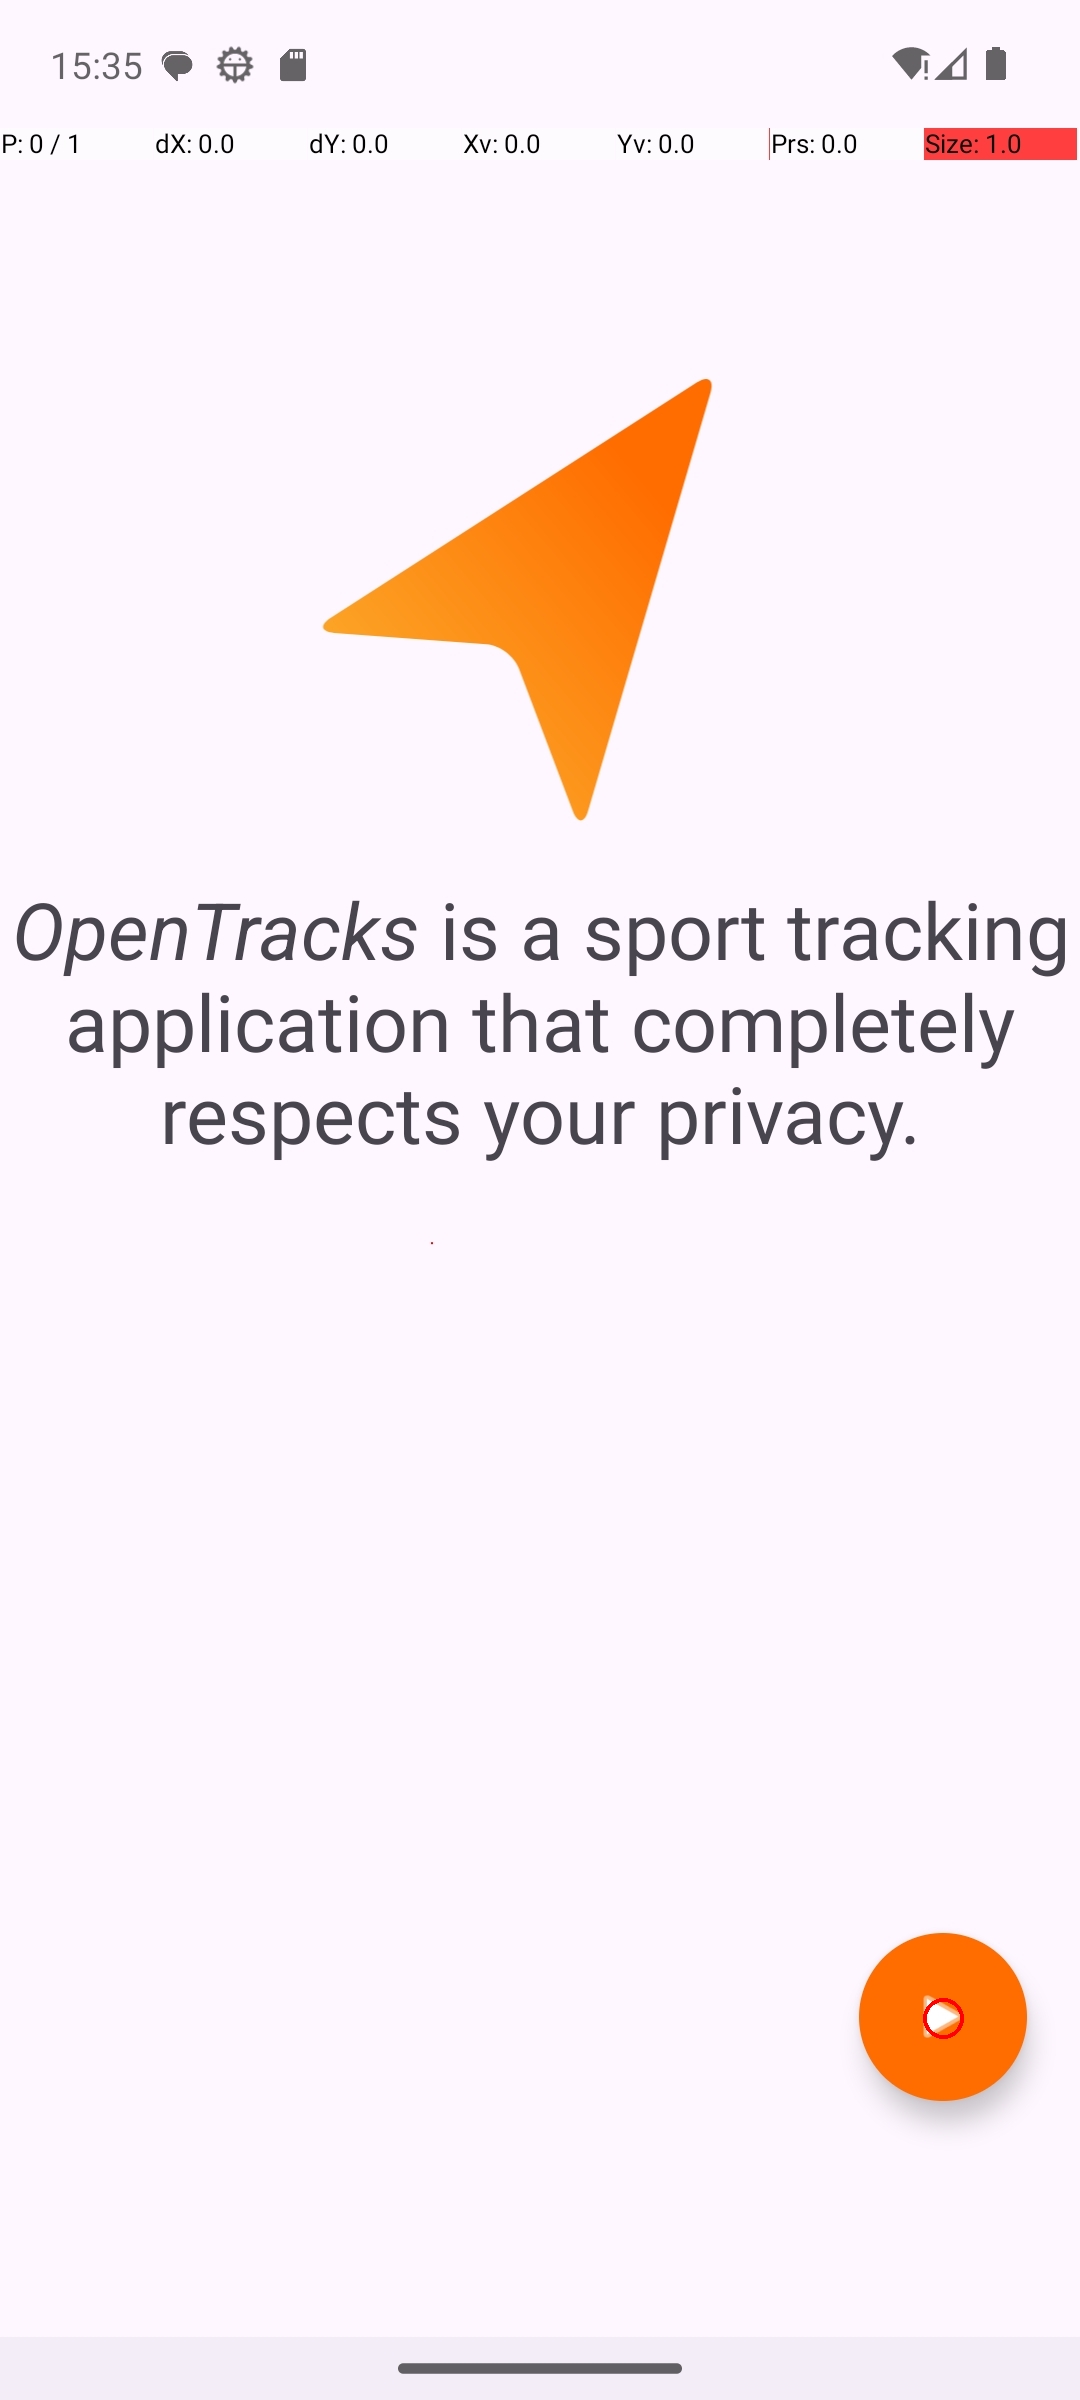 15:35
P: 0 / 1 dX: 0.0 dY: 0.0 Xv: 0.0 Yv: 0.0 Prs: 0.0 Size: 1.0
OpenTracks is a sport tracking
application that completely
respects your privacy.